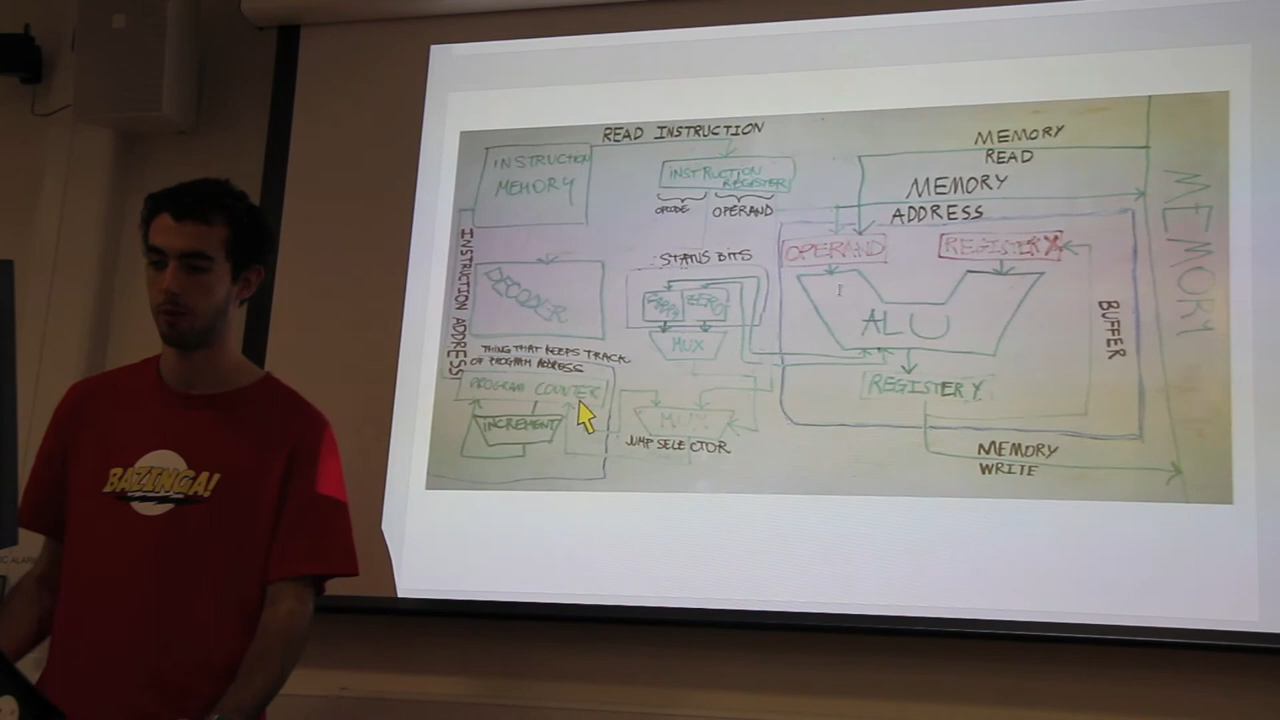 READ INSTRUCTION
INSTRUCTION
MEMORY
INSTRUCTION
REGISTER
OPCODE
OPERAND
MEMORY
READ
MEMORY
ADDRESS
MEMORY
INSTRUCTION ADDRESS
DECODER
STATUS BITS
CARRY
ZERO
MUX
OPERAND
REGISTER X
ALU
REGISTER Y
BUFFER
THING THAT KEEPS TRACK
OF PROGRAM ADDRESS
PROGRAM COUNTER
INCREMENT
MUX
JUMP SELECTOR
MEMORY
WRITE
BAZINGA!